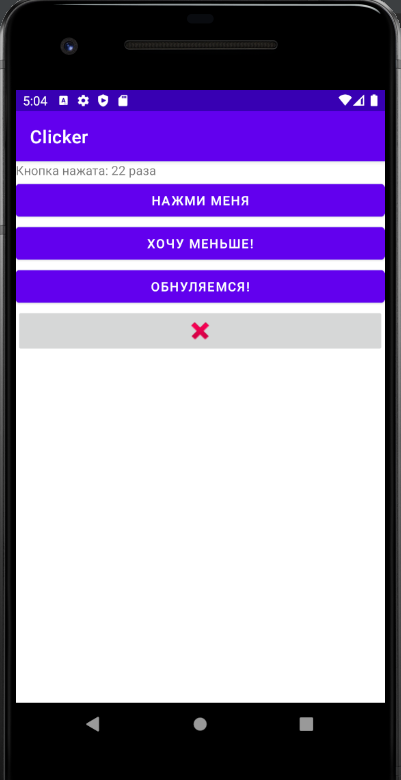 5:04
Clicker
Кнопка нажата: 22 раза
НАЖМИ МЕНЯ
ХОЧУ МЕНЬШЕ!
ОБНУЛЯЕМСЯ!